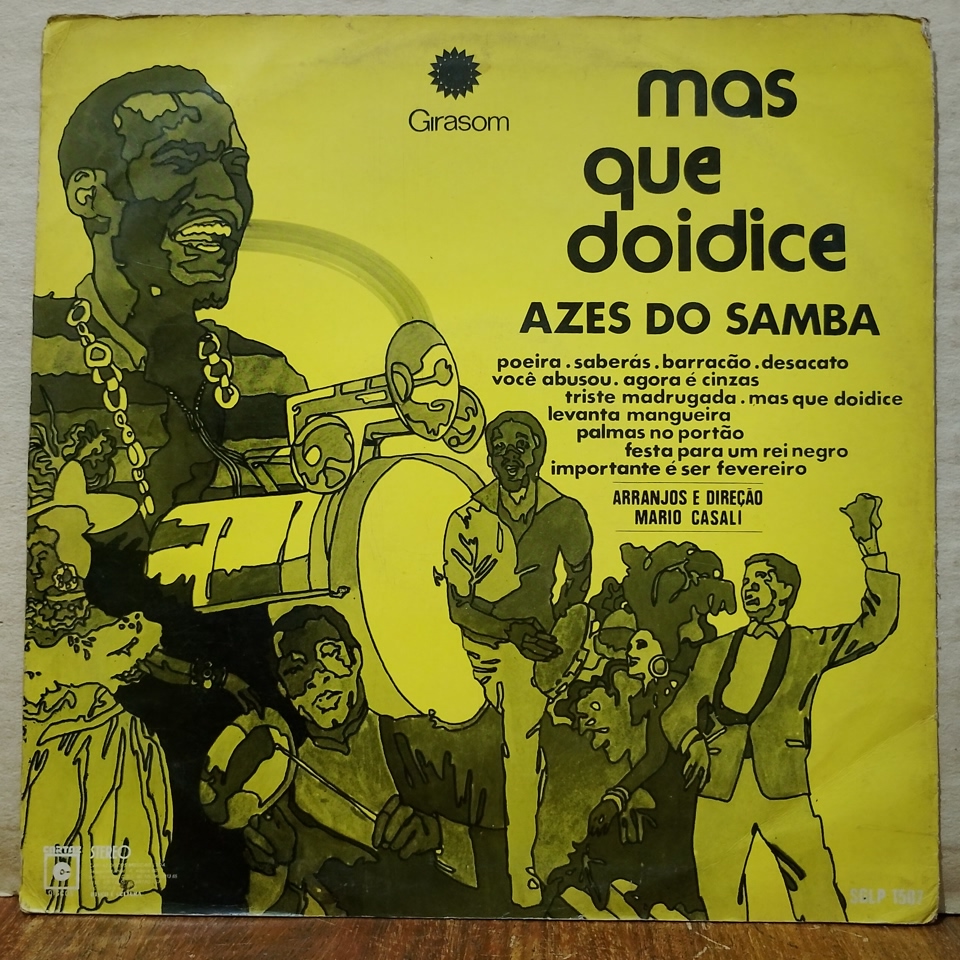 Girasom
mas
que
doidice
AZES DO SAMBA
poeira . saberás . barracão . desacato
você abusou . agora é cinzas
triste madrugada . mas que doidice
levanta mangueira
palmas no portão
festa para um rei negro
importante é ser fevereiro
ARRANJOS E DIREÇÃO
MARIO CASALI
STEREO
SGLP 1507